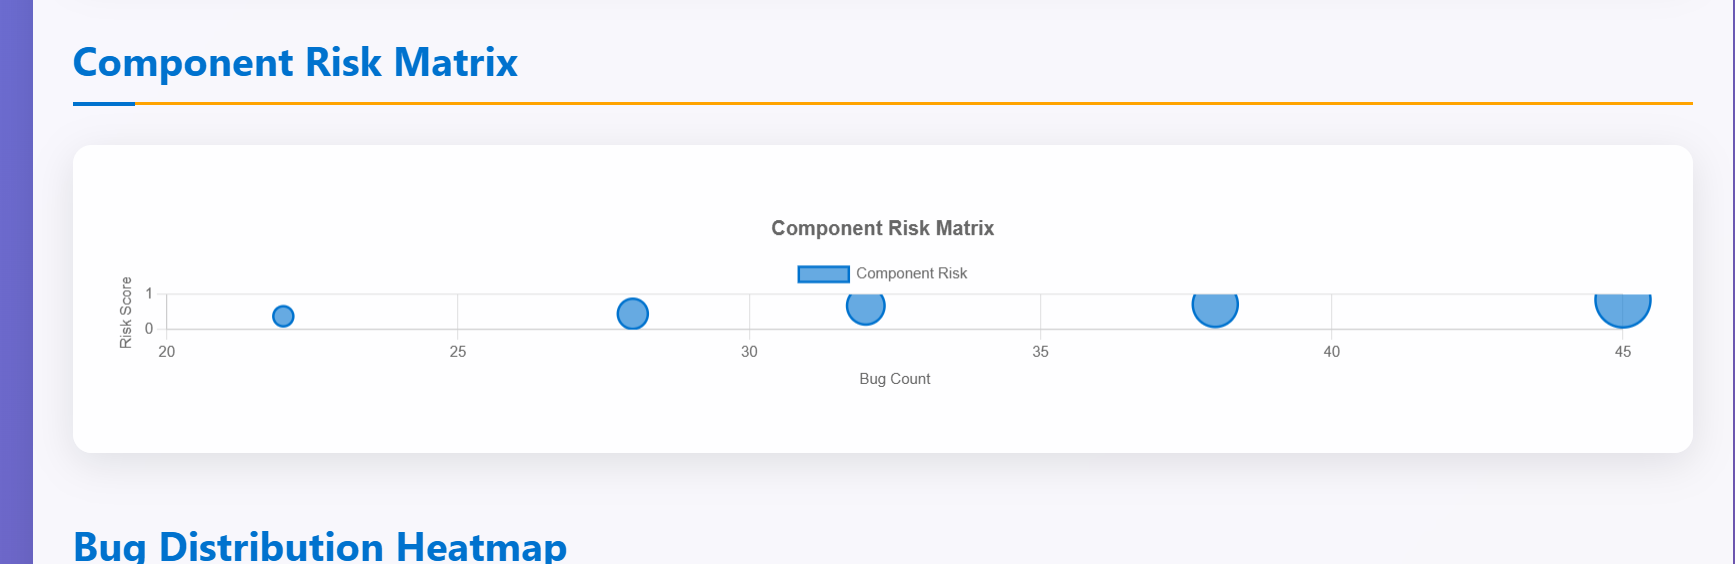 Component Risk Matrix
Component Risk Matrix
Component Risk
Risk Score
1
0
20 25 30 35 40 45
Bug Count
Bug Distribution Heatmap